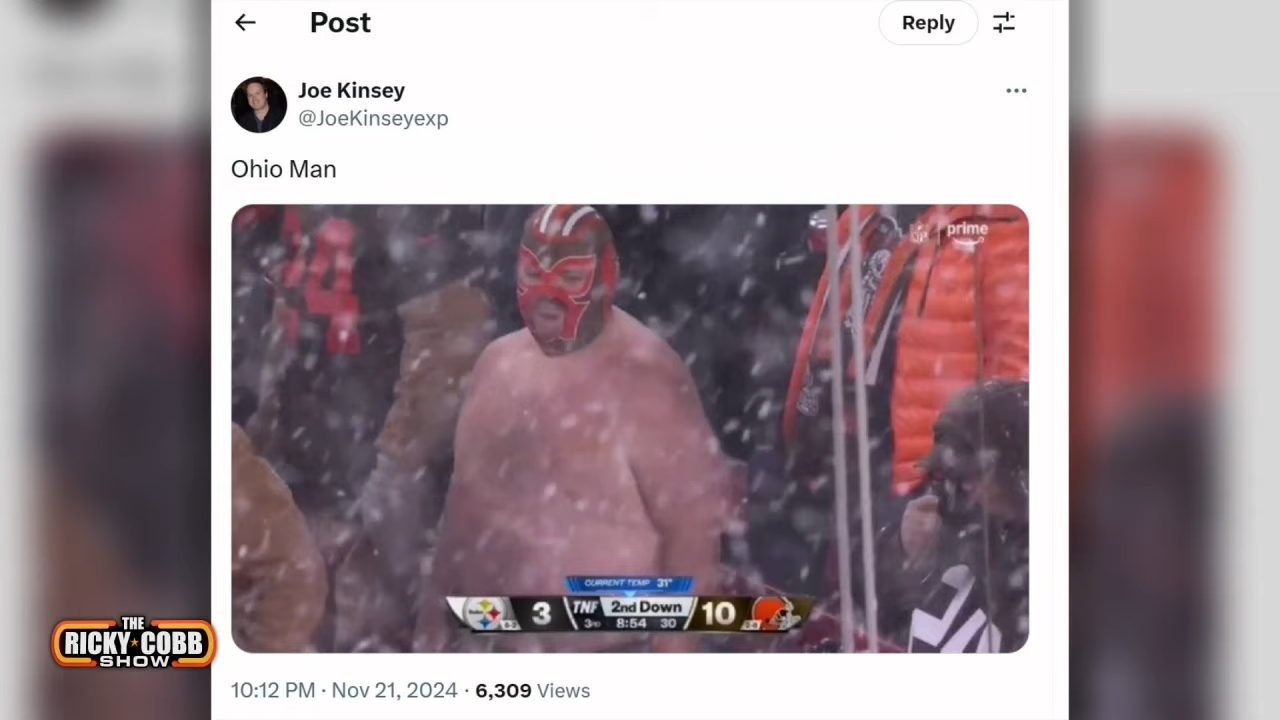 Post
Reply
Joe Kinsey
@JoeKinseyexp
Ohio Man
prime
CURRENT TEMP 31°
3 TNF 2nd Down 10
3RD 8:54 30
THE
RICKY COBB
SHOW
10:12 PM · Nov 21, 2024 · 6,309 Views